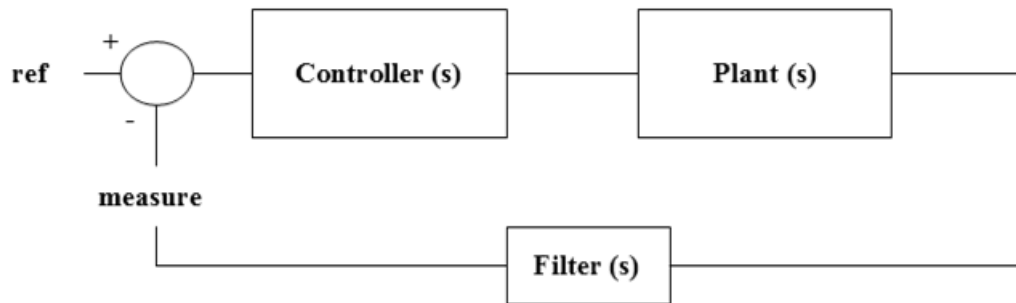 +
ref
Controller (s)
Plant (s)
-
measure
Filter (s)